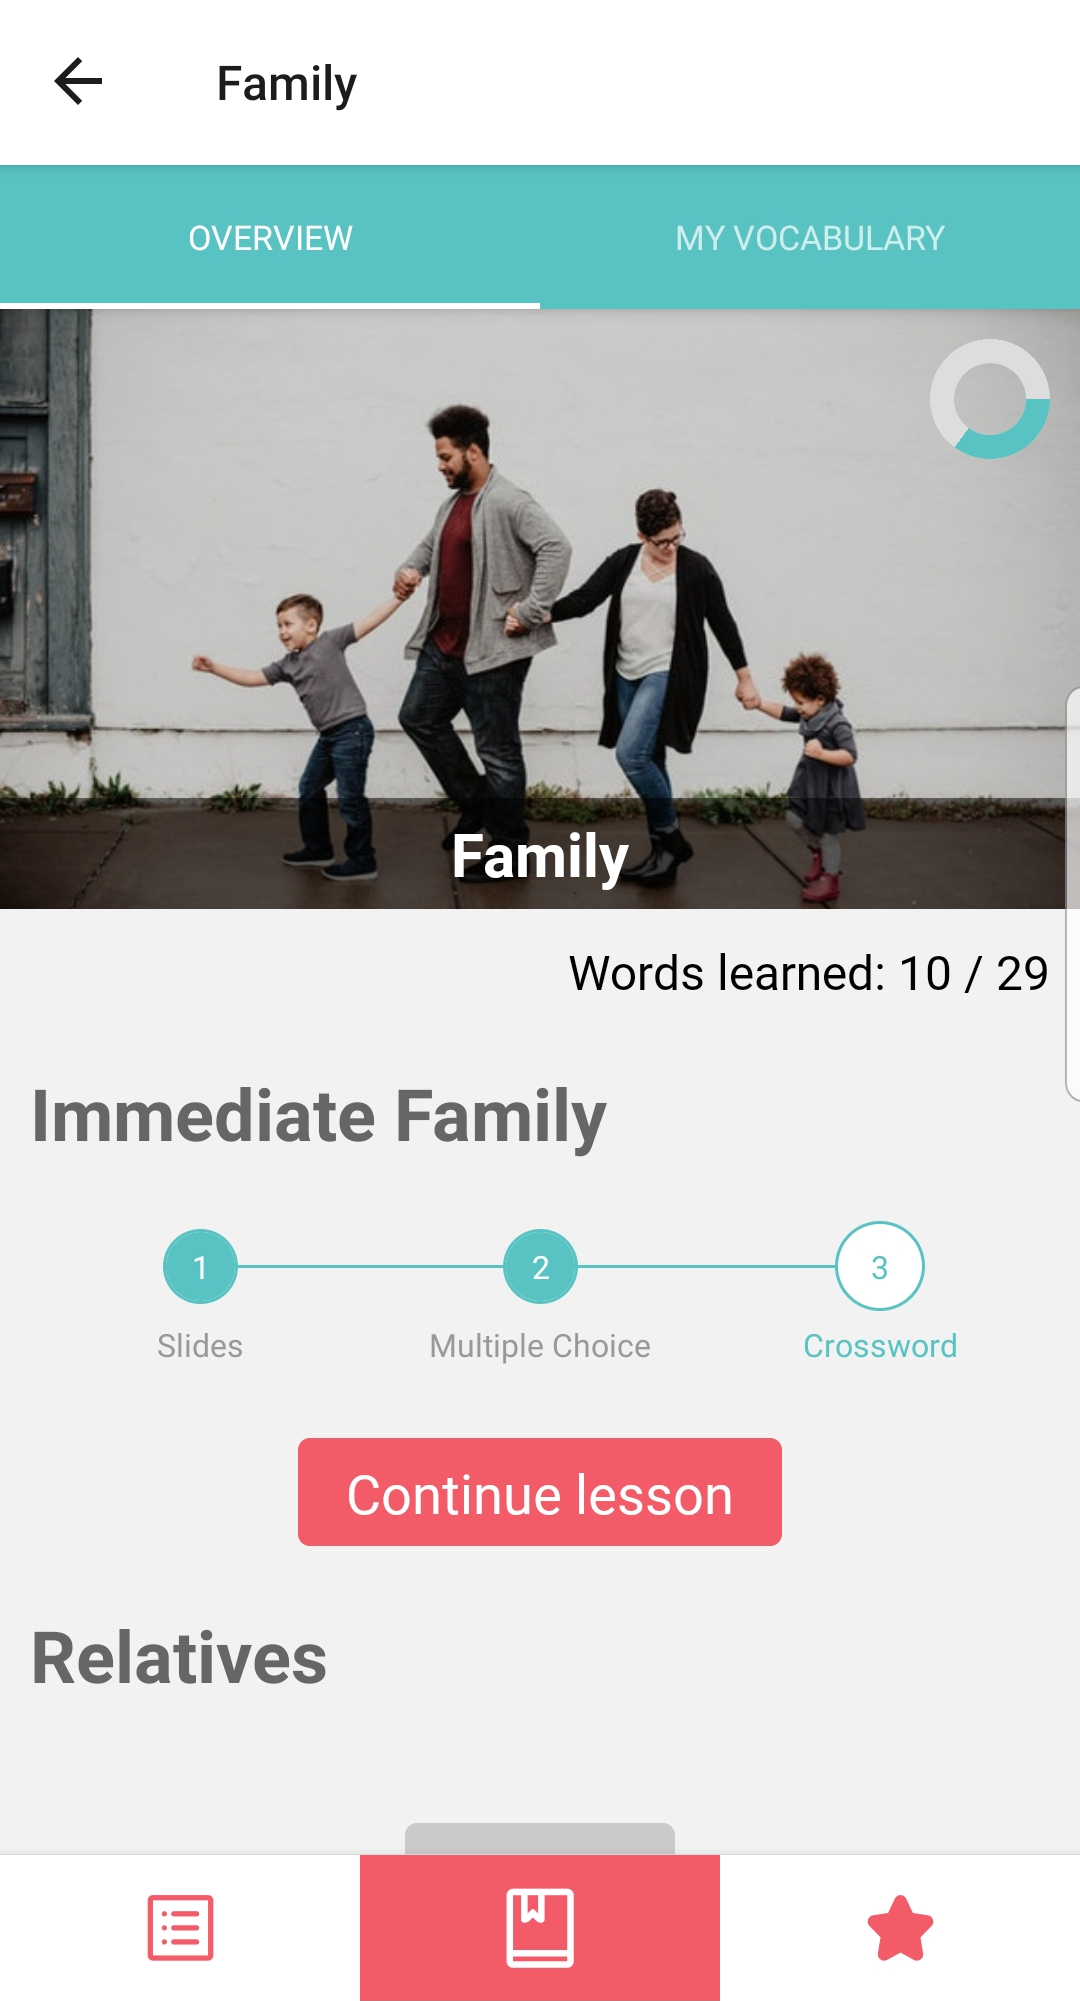 Family
OVERVIEW
MY VOCABULARY
Family
Words learned: 10 / 29
Immediate Family
1
2
3
Slides
Multiple Choice
Crossword
Continue lesson
Relatives